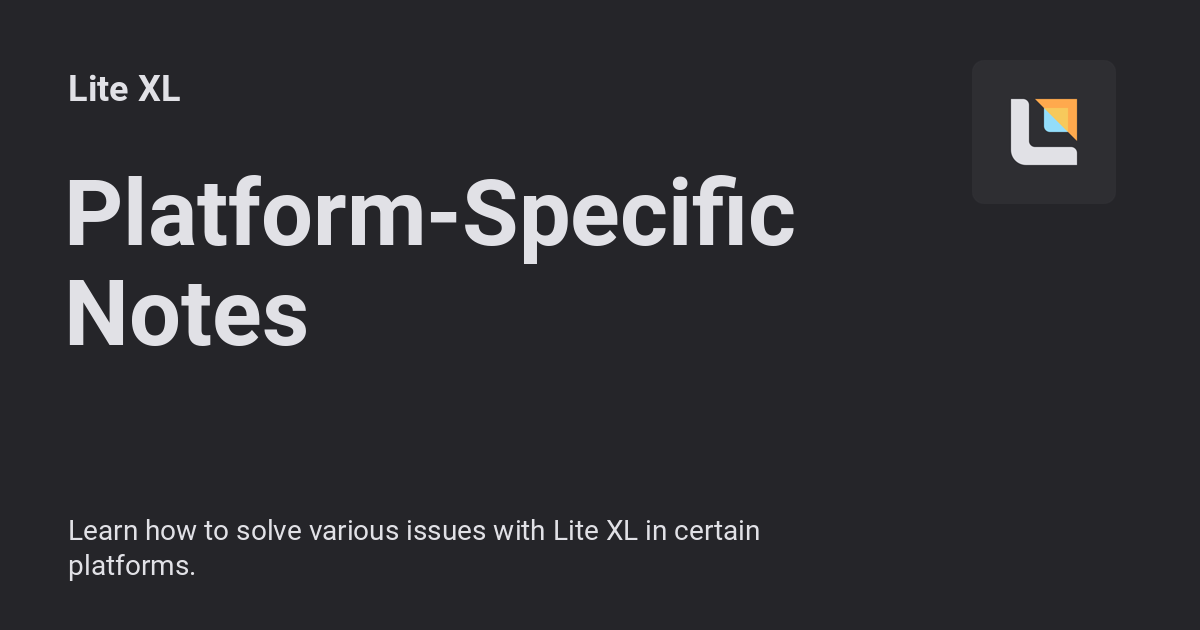 Lite XL
Platform-Specific
Notes
Learn how to solve various issues with Lite XL in certain
platforms.